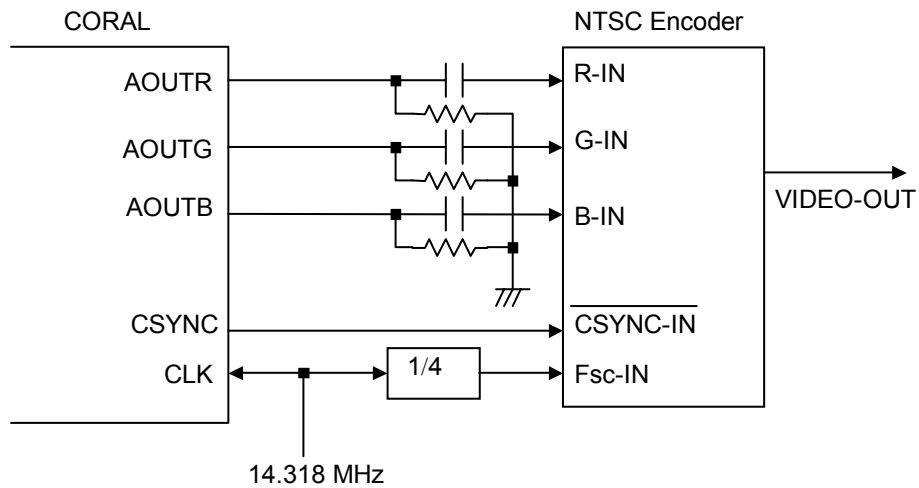 CORAL
NTSC Encoder
AOUTR
R-IN
AOUTG
G-IN
AOUTB
B-IN
VIDEO-OUT
CSYNC
CSYNC-IN
CLK
1/4
Fsc-IN
14.318 MHz